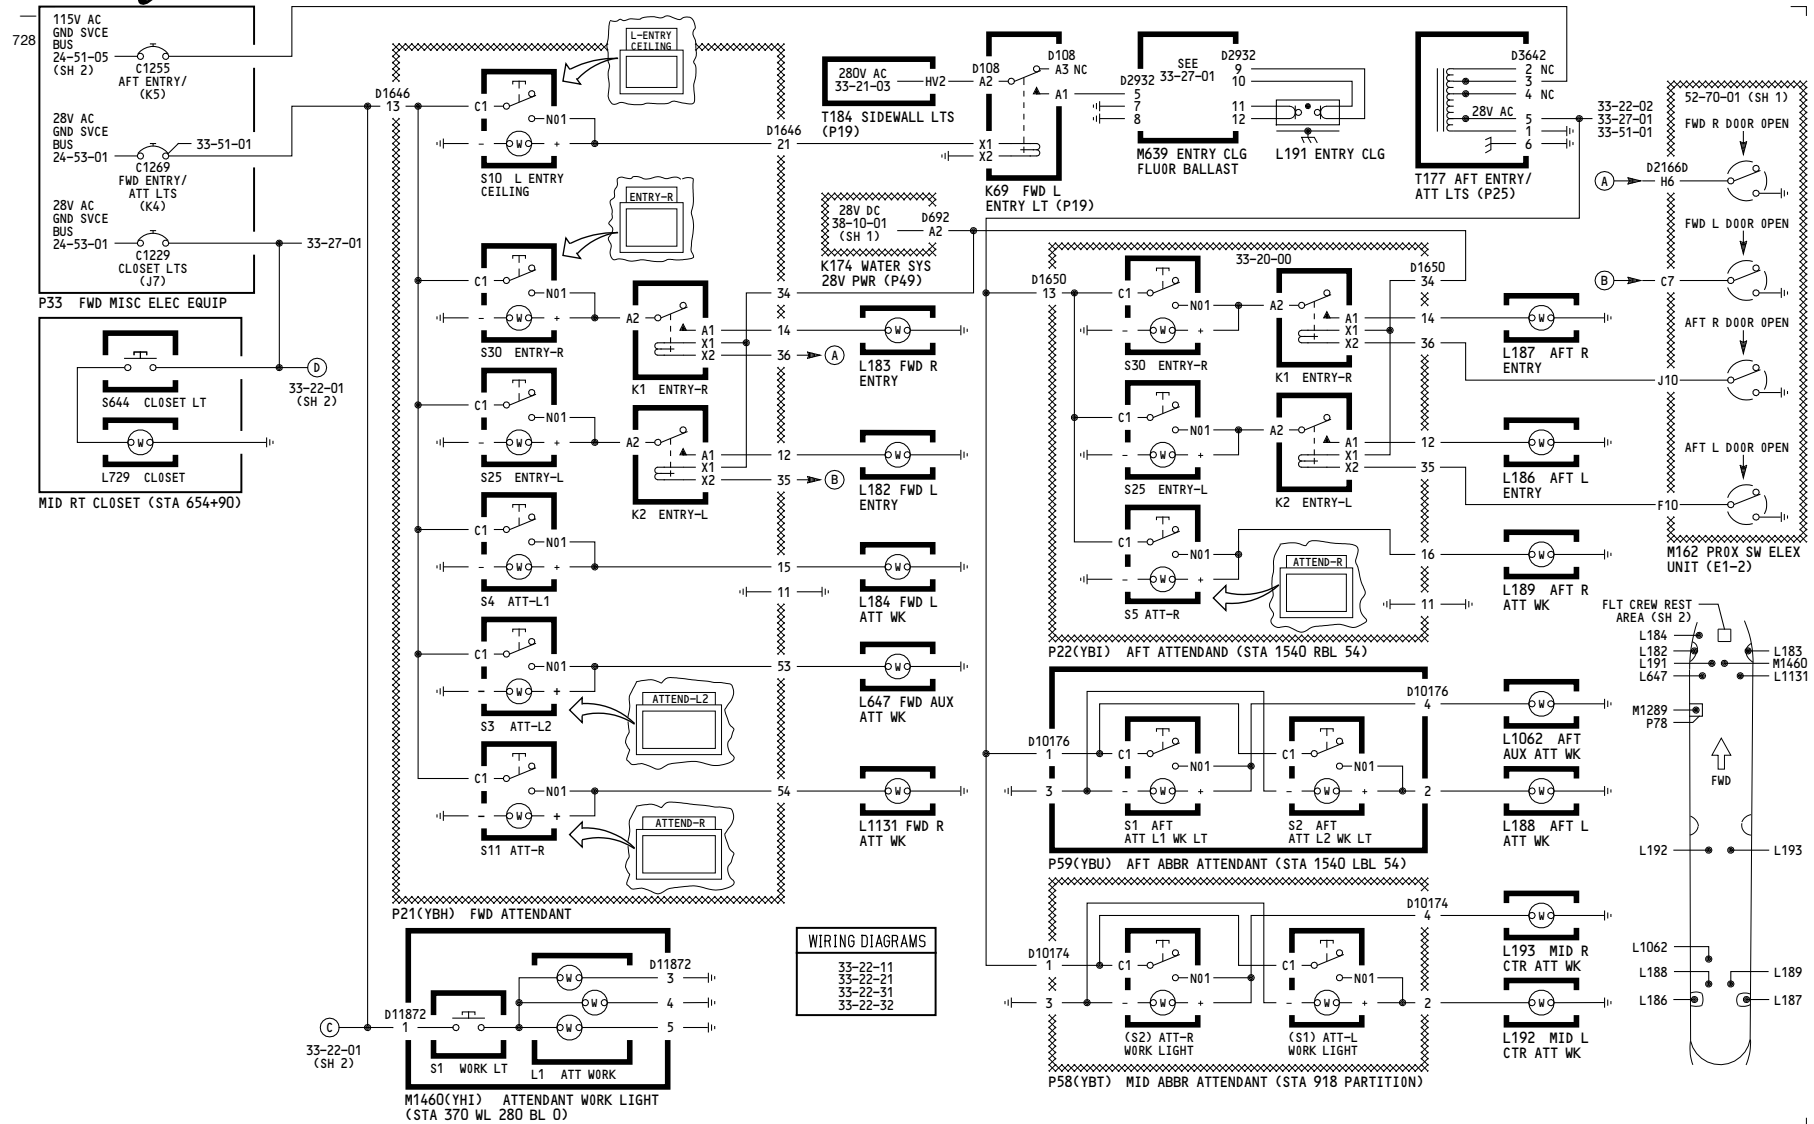 728
115V AC
GND SVCE
BUS
24-51-05
(SH 2)
C1255
AFT ENTRY/
(K5)
28V AC
GND SVCE
BUS
24-53-01
33-51-01
C1269
FWD ENTRY/
ATT LTS
(K4)
28V AC
GND SVCE
BUS
24-53-01
33-27-01
C1229
CLOSET LTS
(J7)
P33 FWD MISC ELEC EQUIP
S644 CLOSET LT
D
33-22-01
(SH 2)
W
L729 CLOSET
MID RT CLOSET (STA 654+90)
D1646
13
C1
NO1
- W +
S10 L ENTRY
CEILING
L-ENTRY
CEILING
D1646
21
C1
NO1
- W +
S30 ENTRY-R
ENTRY-R
A2
A1
X1
X2
K1 ENTRY-R
34
14
36
A
C1
NO1
- W +
S25 ENTRY-L
A2
A1
X1
X2
K2 ENTRY-L
12
35
B
C1
NO1
- W +
S4 ATT-L1
15
11
C1
NO1
- W +
S3 ATT-L2
ATTEND-L2
53
C1
NO1
- W +
S11 ATT-R
ATTEND-R
54
P21(YBH) FWD ATTENDANT
280V AC
33-21-03
HV2
T184 SIDEWALL LTS
(P19)
D108
A2
D108
A3 NC
A1
X1
X2
K69 FWD L
ENTRY LT (P19)
D2932
5
7
8
SEE
33-27-01
D2932
9
10
11
12
M639 ENTRY CLG
FLUOR BALLAST
L191 ENTRY CLG
D3642
2 NC
3
4 NC
28V AC
5
1
6
33-22-02
33-27-01
33-51-01
T177 AFT ENTRY/
ATT LTS (P25)
28V DC
38-10-01
(SH 1)
D692
A2
K174 WATER SYS
28V PWR (P49)
W
L183 FWD R
ENTRY
W
L182 FWD L
ENTRY
W
L184 FWD L
ATT WK
W
L647 FWD AUX
ATT WK
W
L1131 FWD R
ATT WK
33-20-00
D1650
13
C1
NO1
- W +
S30 ENTRY-R
A2
A1
X1
X2
K1 ENTRY-R
D1650
34
14
36
C1
NO1
- W +
S25 ENTRY-L
A2
A1
X1
X2
K2 ENTRY-L
12
35
C1
NO1
- W +
S5 ATT-R
ATTEND-R
16
11
P22(YBI) AFT ATTENDAND (STA 1540 RBL 54)
W
L187 AFT R
ENTRY
W
L186 AFT L
ENTRY
W
L189 AFT R
ATT WK
52-70-01 (SH 1)
FWD R DOOR OPEN
A
D2166D
H6
FWD L DOOR OPEN
B
C7
AFT R DOOR OPEN
J10
AFT L DOOR OPEN
F10
M162 PROX SW ELEX
UNIT (E1-2)
D10176
1
3
C1
NO1
- W +
S1 AFT
ATT L1 WK LT
C1
NO1
- W +
S2 AFT
ATT L2 WK LT
D10176
4
2
P59(YBU) AFT ABBR ATTENDANT (STA 1540 LBL 54)
W
L1062 AFT
AUX ATT WK
W
L188 AFT L
ATT WK
D10174
1
3
C1
NO1
- W +
(S2) ATT-R
WORK LIGHT
C1
NO1
- W +
(S1) ATT-L
WORK LIGHT
D10174
4
2
P58(YBT) MID ABBR ATTENDANT (STA 918 PARTITION)
W
L193 MID R
CTR ATT WK
W
L192 MID L
CTR ATT WK
C
33-22-01
(SH 2)
D11872
1
S1 WORK LT
W
W
W
L1 ATT WORK
D11872
3
4
5
M1460(YHI) ATTENDANT WORK LIGHT
(STA 370 WL 280 BL 0)
WIRING DIAGRAMS
33-22-11
33-22-21
33-22-31
33-22-32
FLT CREW REST
AREA (SH 2)
L184
L182
L183
L191
M1460
L647
L1131
M1289
P78
FWD
L192
L193
L1062
L188
L189
L186
L187